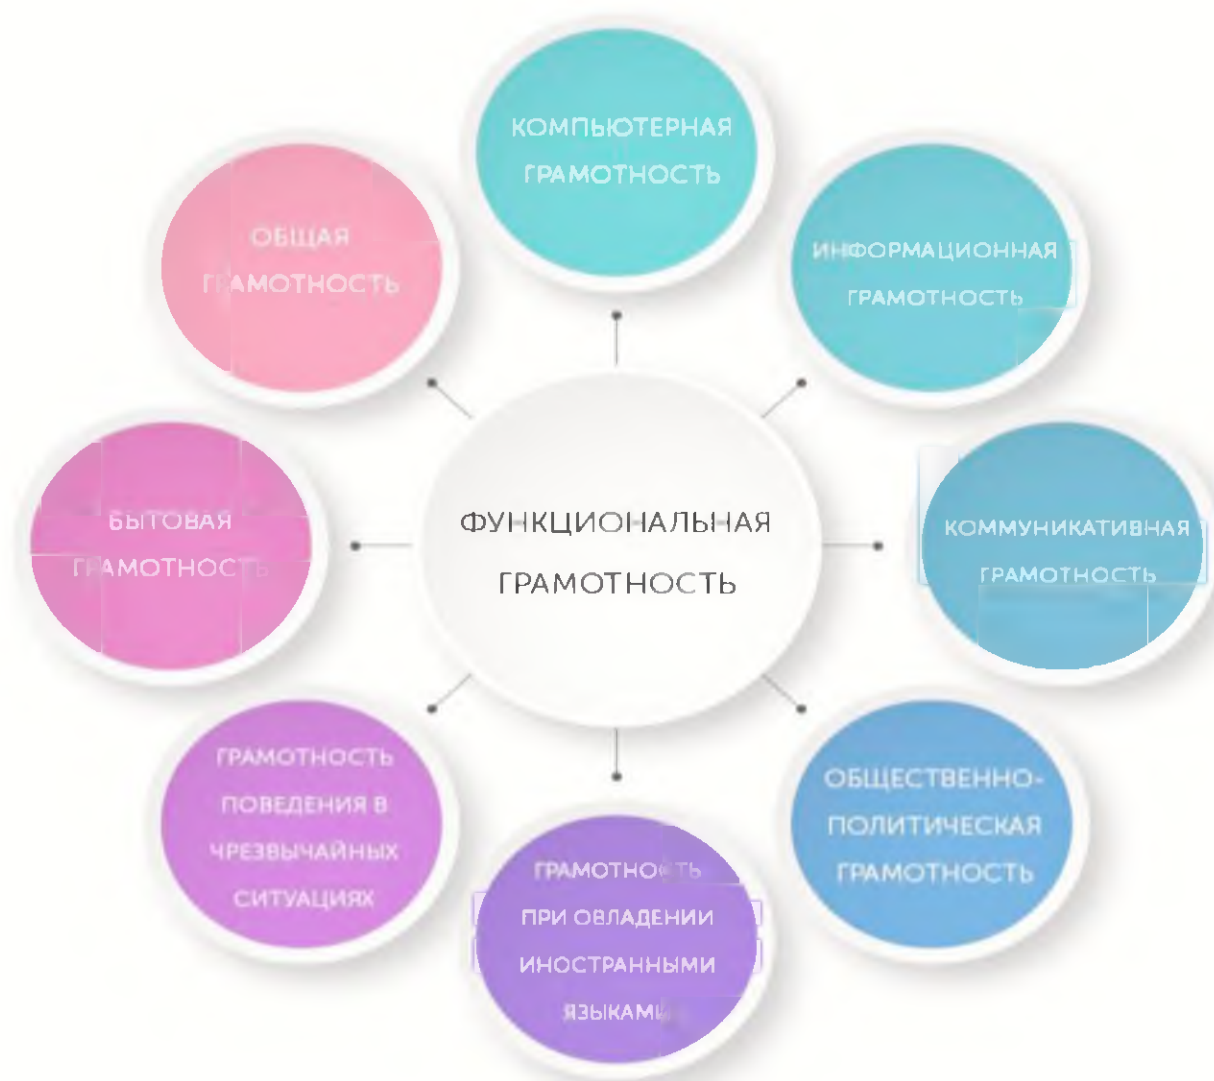 КОМПЬЮТЕРНАЯ
ГРАМОТНОСТЬ
ОБЩАЯ
ГРАМОТНОСТЬ
ИНФОРМАЦИОННАЯ
ГРАМОТНОСТЬ
БЫТОВАЯ
ГРАМОТНОСТЬ
ФУНКЦИОНАЛЬНАЯ
ГРАМОТНОСТЬ
КОММУНИКАТИВНАЯ
ГРАМОТНОСТЬ
ГРАМОТНОСТЬ
ПОВЕДЕНИЯ В
ЧРЕЗВЫЧАЙНЫХ
СИТУАЦИЯХ
ОБЩЕСТВЕННО-
ПОЛИТИЧЕСКАЯ
ГРАМОТНОСТЬ
ГРАМОТНОСТЬ
ПРИ ОВЛАДЕНИИ
ИНОСТРАННЫМИ
ЯЗЫКАМИ